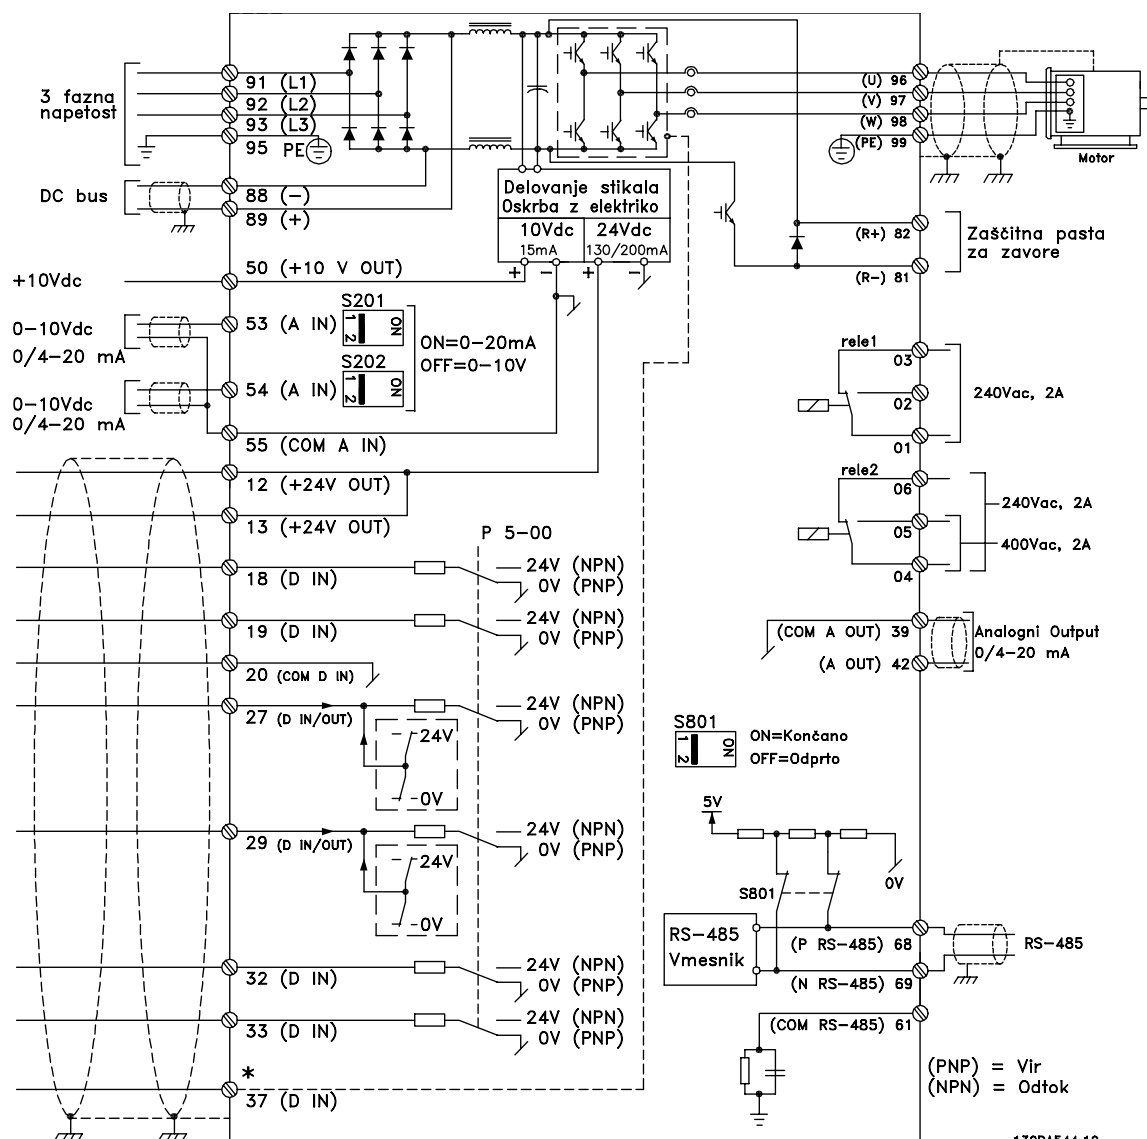 3 fazna
napetost
91 (L1)
92 (L2)
93 (L3)
95 PE
DC bus
88 (−)
89 (+)
+10Vdc
50 (+10 V OUT)
0−10Vdc
0/4−20 mA
53 (A IN)
S201
1 2
ON
ON=0−20mA
OFF=0−10V
S202
1 2
ON
54 (A IN)
0−10Vdc
0/4−20 mA
55 (COM A IN)
12 (+24V OUT)
13 (+24V OUT)
P 5−00
18 (D IN)
24V (NPN)
0V (PNP)
19 (D IN)
24V (NPN)
0V (PNP)
20 (COM D IN)
27 (D IN/OUT)
24V (NPN)
0V (PNP)
24V
0V
29 (D IN/OUT)
24V (NPN)
0V (PNP)
24V
0V
32 (D IN)
24V (NPN)
0V (PNP)
33 (D IN)
24V (NPN)
0V (PNP)
*
37 (D IN)
Delovanje stikala
Oskrba z elektriko
10Vdc
15mA
24Vdc
130/200mA
+ − + −
(U) 96
(V) 97
(W) 98
(PE) 99
Motor
(R+) 82
(R−) 81
Zaščitna pasta
za zavore
rele1
03
02
01
240Vac, 2A
rele2
06
05
04
240Vac, 2A
400Vac, 2A
(COM A OUT) 39
(A OUT) 42
Analogni Output
0/4−20 mA
S801
1 2
ON
ON=Končano
OFF=Odprto
5V
0V
S801
RS−485
Vmesnik
(P RS−485) 68
(N RS−485) 69
RS−485
(COM RS−485) 61
(PNP) = Vir
(NPN) = Odtok